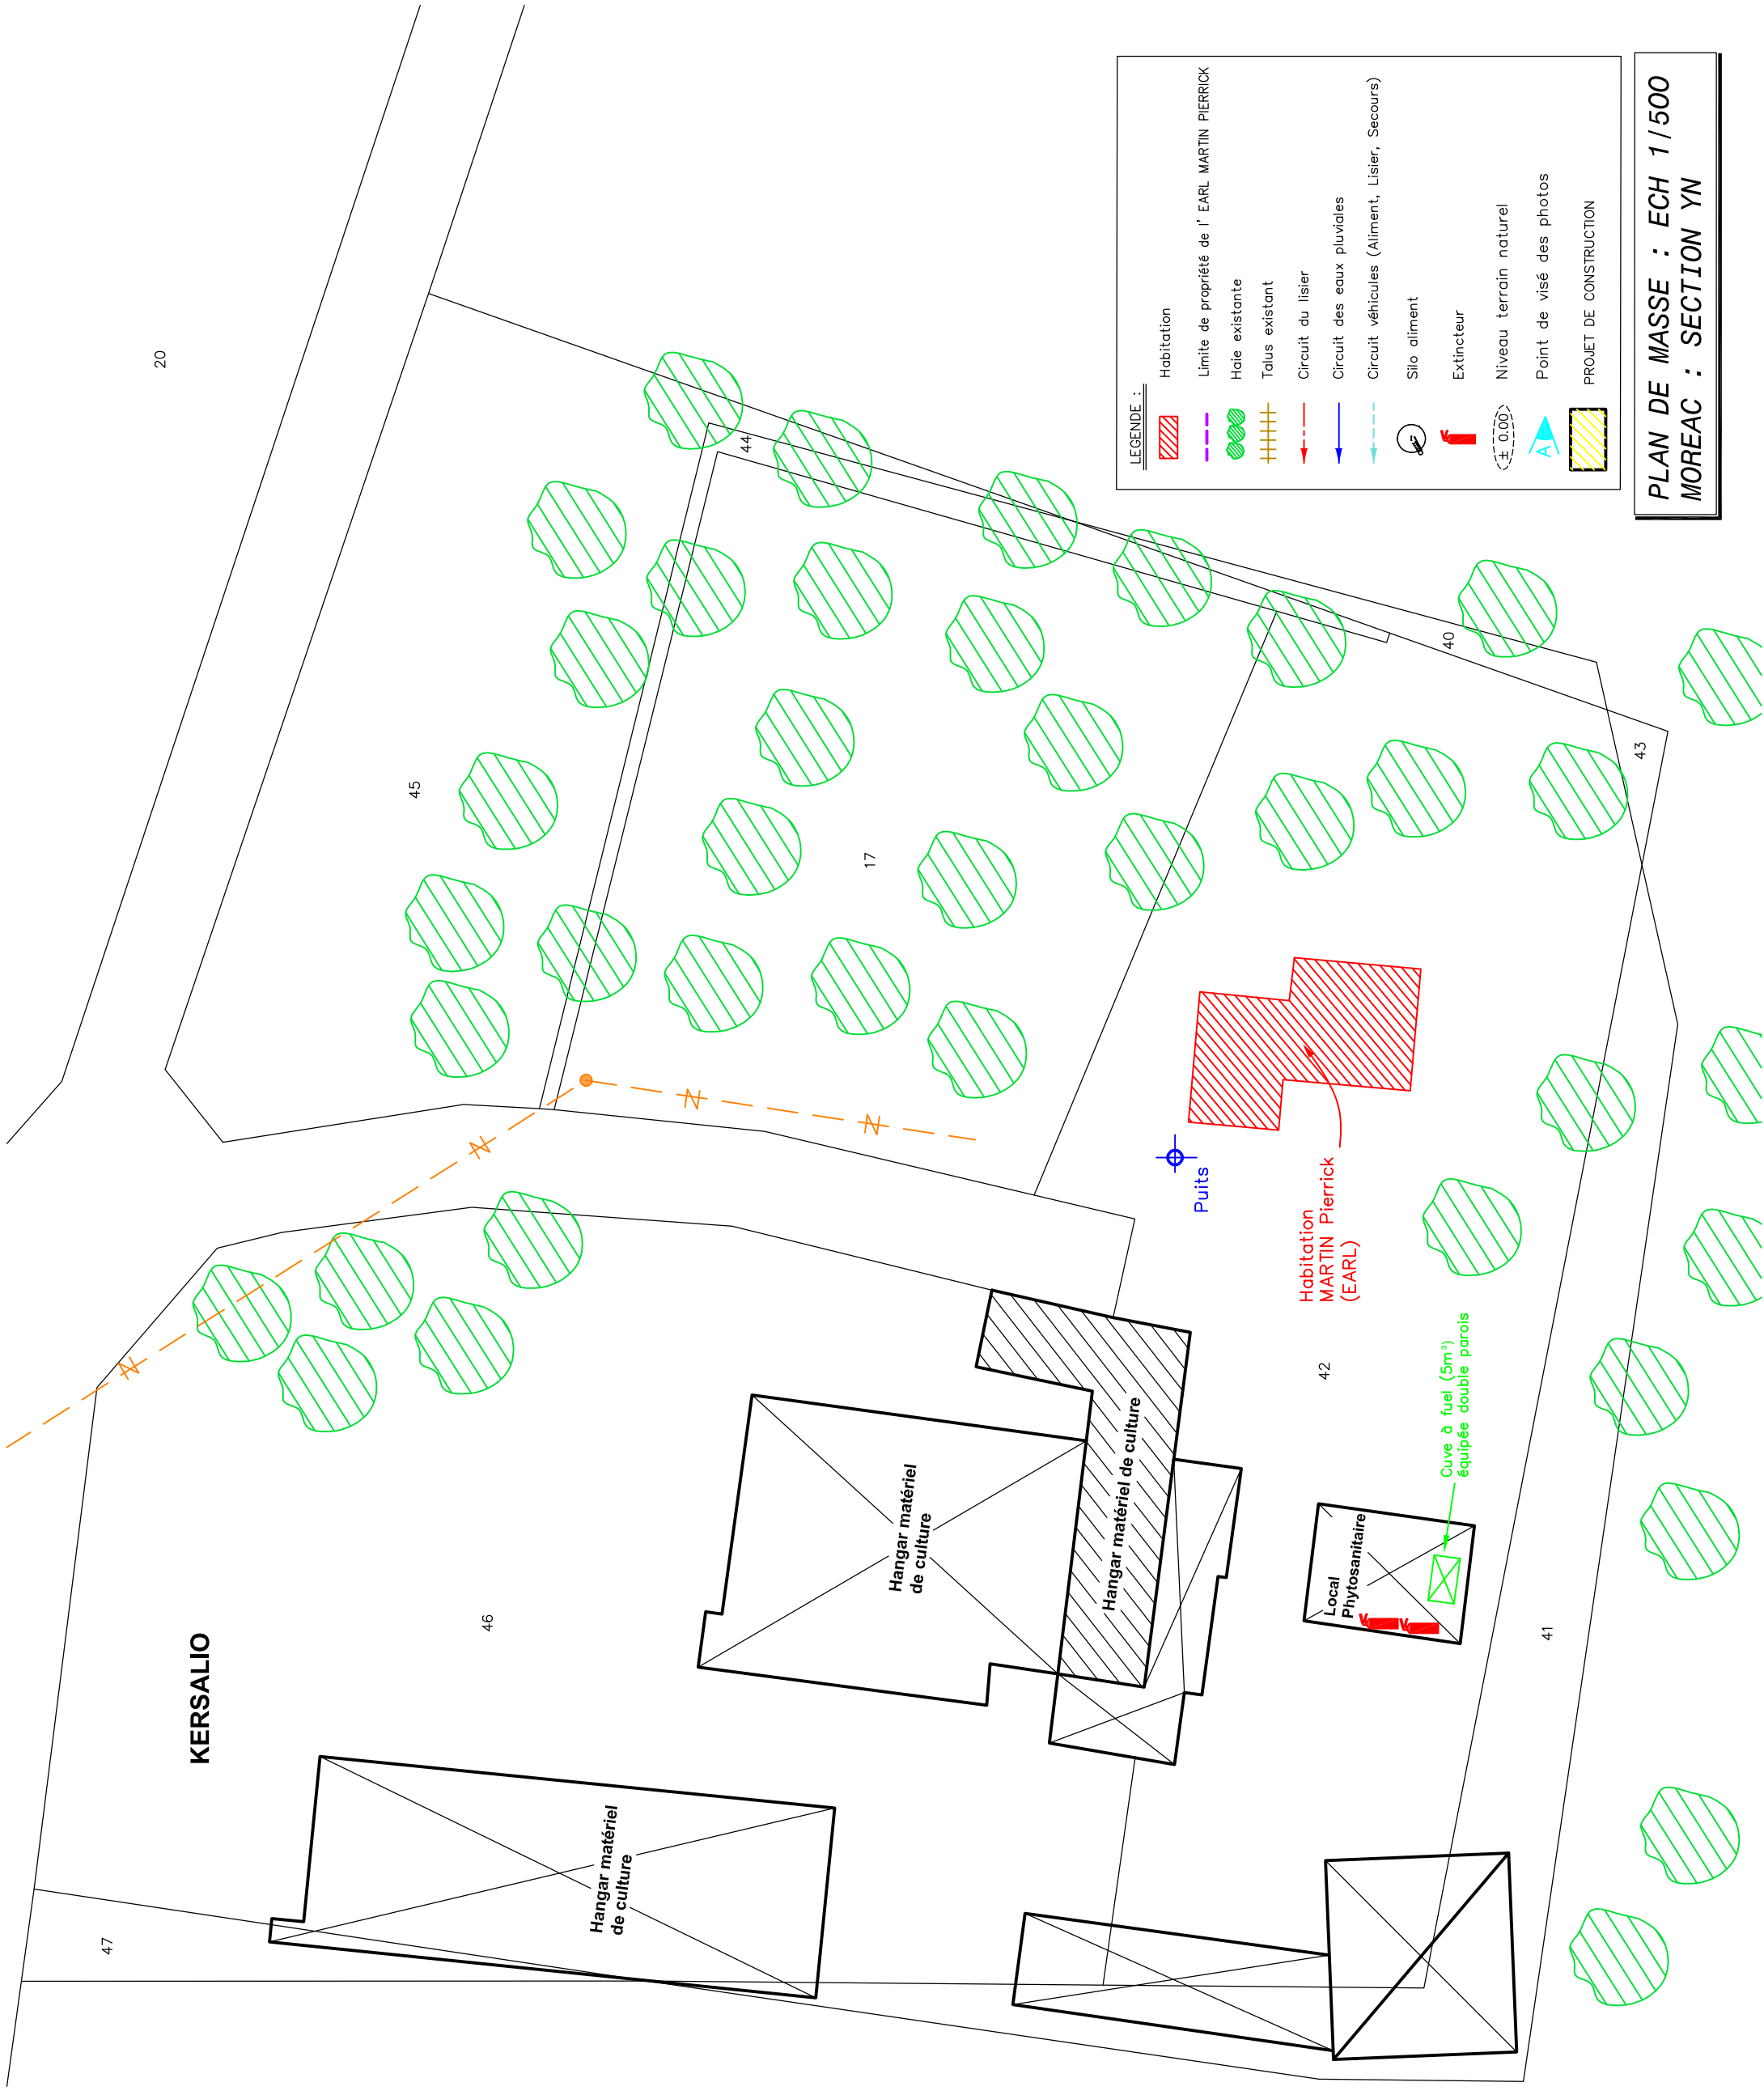 20
45
44
17
40
43
47
46
42
41
KERSALIO
Hangar matériel
de culture
Hangar matériel
de culture
Hangar matériel de culture
Puits
Habitation
MARTIN Pierrick
(EARL)
Local
Phytosanitaire
Cuve à fuel (5m³)
équipée double parois
LEGENDE :
Habitation
Limite de propriété de l' EARL MARTIN PIERRICK
Haie existante
Talus existant
Circuit du lisier
Circuit des eaux pluviales
Circuit véhicules (Aliment, Lisier, Secours)
Silo aliment
Extincteur
± 0.00 Niveau terrain naturel
A Point de visé des photos
PROJET DE CONSTRUCTION
PLAN DE MASSE : ECH 1/500
MOREAC : SECTION YN